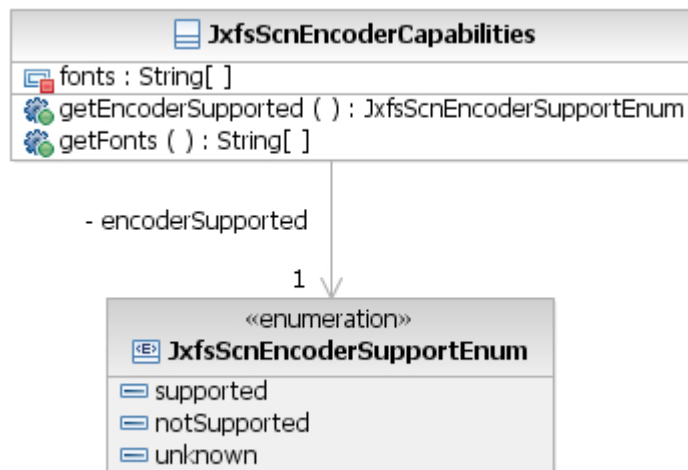 JxfsScnEncoderCapabilities
fonts : String[ ]
getEncoderSupported ( ) : JxfsScnEncoderSupportEnum
getFonts ( ) : String[ ]
- encoderSupported
1
«enumeration»
<E> JxfsScnEncoderSupportEnum
supported
notSupported
unknown